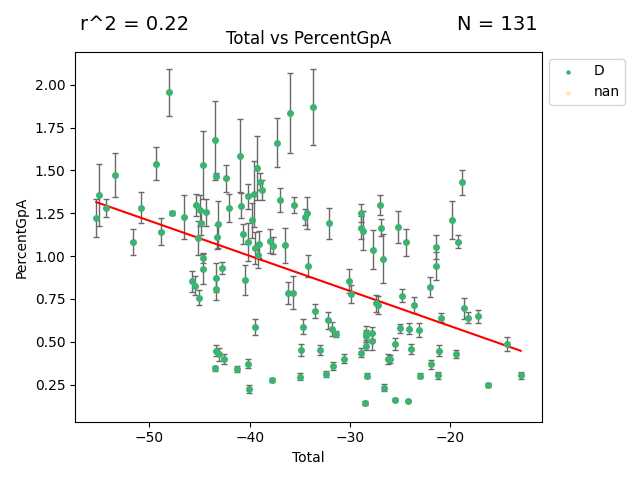 r^2 = 0.22
N = 131
Total vs PercentGpA
D
nan
PercentGpA
2.00
1.75
1.50
1.25
1.00
0.75
0.50
0.25
−50
−40
−30
−20
Total